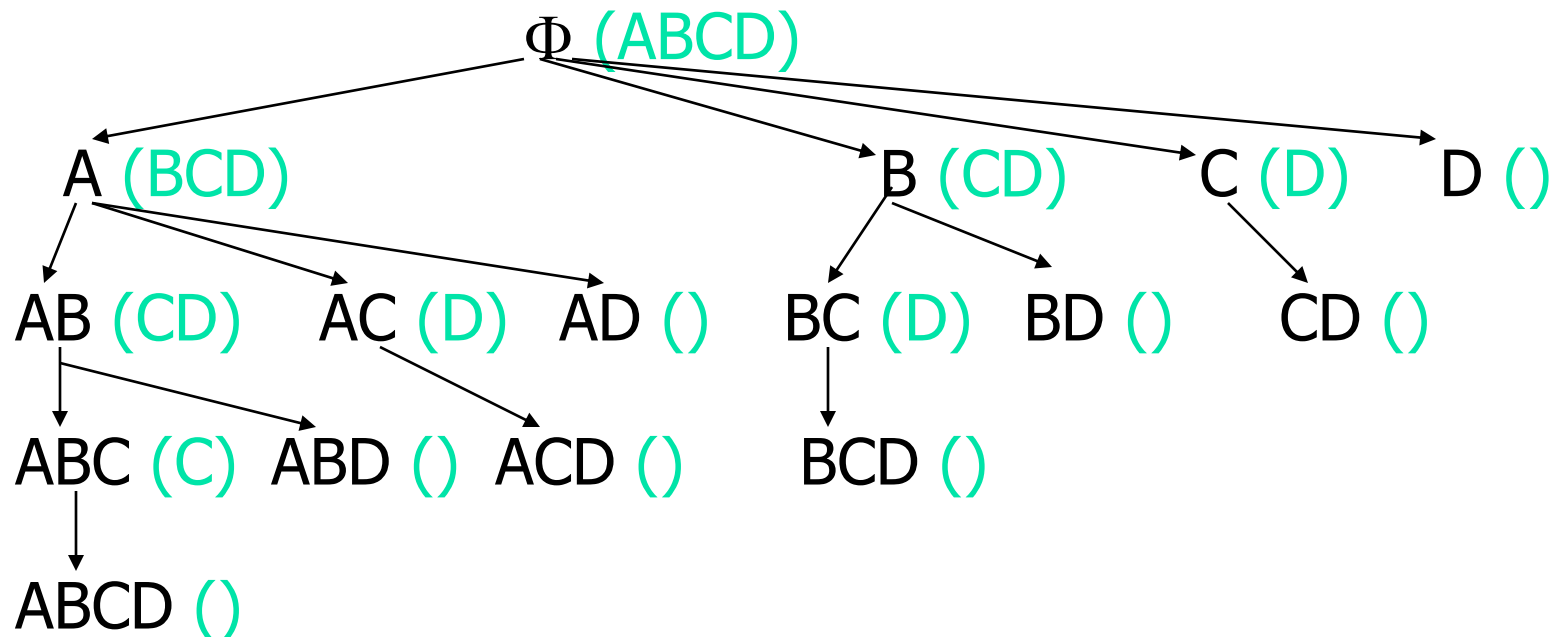 Φ (ABCD)
A (BCD) B (CD) C (D) D ()
AB (CD) AC (D) AD () BC (D) BD () CD ()
ABC (C) ABD () ACD () BCD ()
ABCD ()